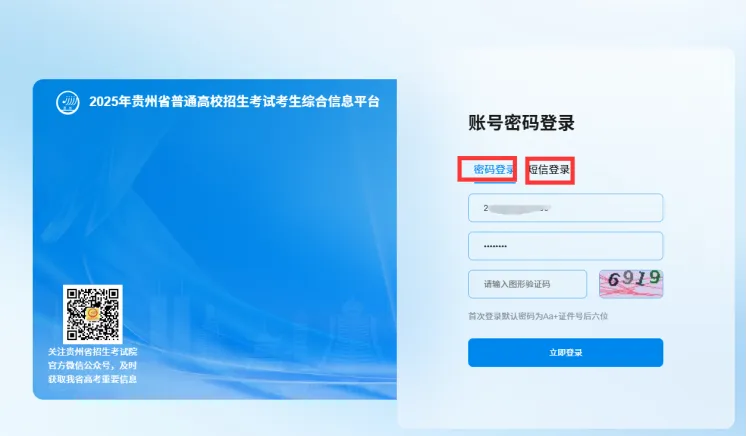 2025年贵州省普通高校招生考试考生综合信息平台
关注贵州省招生考试院
官方微信公众号，及时
获取我省高考重要信息
账号密码登录
密码登录 短信登录
2
••••••••
请输入图形验证码 6919
首次登录默认密码为Aa+证件号后六位
立即登录